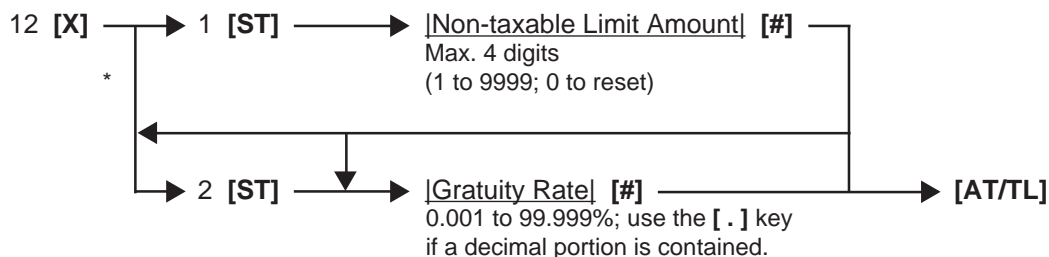 12 [X] 1 [ST] |Non-taxable Limit Amount| [#]
Max. 4 digits
* (1 to 9999; 0 to reset)
2 [ST] |Gratuity Rate| [#] [AT/TL]
0.001 to 99.999%; use the [ . ] key
if a decimal portion is contained.